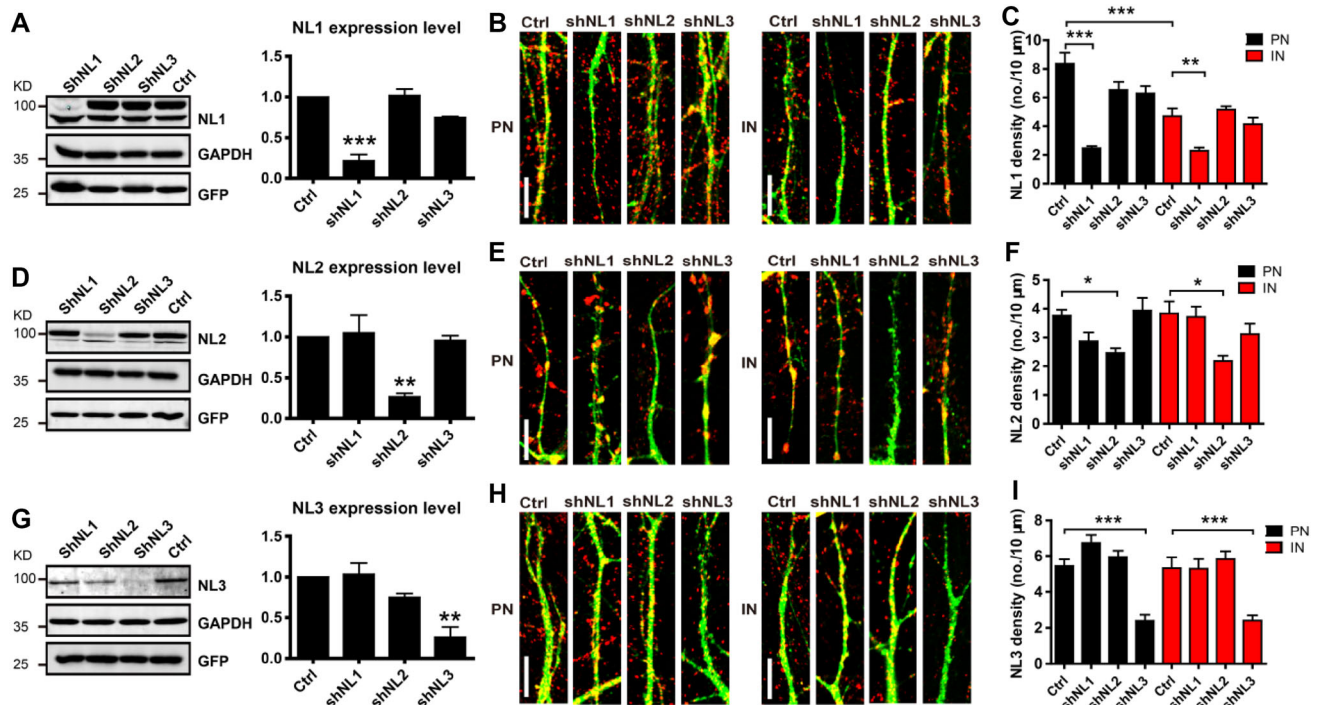 A
ShNL1 ShNL2 ShNL3 Ctrl
KD
100
35
25
NL1
GAPDH
GFP
NL1 expression level
1.5
1.0
0.5
0.0
Ctrl shNL1 shNL2 shNL3
***
B
Ctrl shNL1 shNL2 shNL3
PN
Ctrl shNL1 shNL2 shNL3
IN
C
NL1 density (no./10 µm)
10
8
6
4
2
0
*** *** **
PN
IN
Ctrl shNL1 shNL2 shNL3 Ctrl shNL1 shNL2 shNL3
D
ShNL1 ShNL2 ShNL3 Ctrl
KD
100
35
25
NL2
GAPDH
GFP
NL2 expression level
1.5
1.0
0.5
0.0
Ctrl shNL1 shNL2 shNL3
**
E
Ctrl shNL1 shNL2 shNL3
PN
Ctrl shNL1 shNL2 shNL3
IN
F
NL2 density (no./10 µm)
6
4
2
0
* *
PN
IN
Ctrl shNL1 shNL2 shNL3 Ctrl shNL1 shNL2 shNL3
G
ShNL1 ShNL2 ShNL3 Ctrl
KD
100
35
25
NL3
GAPDH
GFP
NL3 expression level
1.5
1.0
0.5
0.0
Ctrl shNL1 shNL2 shNL3
**
H
Ctrl shNL1 shNL2 shNL3
PN
Ctrl shNL1 shNL2 shNL3
IN
I
NL3 density (no./10 µm)
8
6
4
2
0
*** ***
PN
IN
Ctrl shNL1 shNL2 shNL3 Ctrl shNL1 shNL2 shNL3